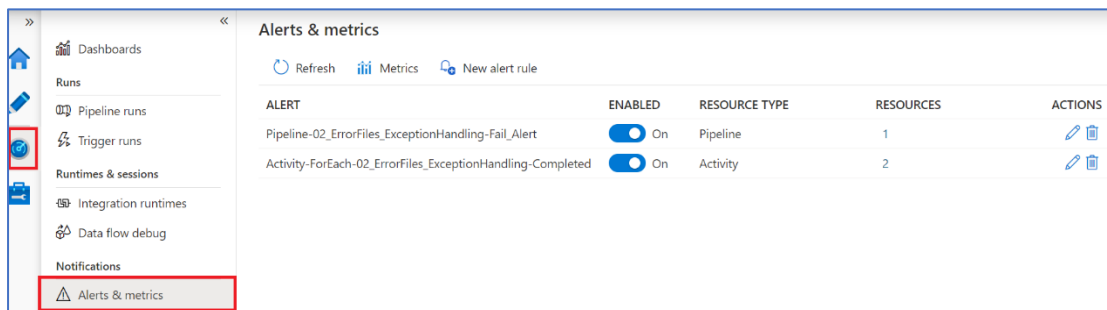 »
«
Dashboards
Runs
Pipeline runs
Trigger runs
Runtimes & sessions
Integration runtimes
Data flow debug
Notifications
Alerts & metrics
Alerts & metrics
Refresh Metrics New alert rule
ALERT ENABLED RESOURCE TYPE RESOURCES ACTIONS
Pipeline-02_ErrorFiles_ExceptionHandling-Fail_Alert On Pipeline 1
Activity-ForEach-02_ErrorFiles_ExceptionHandling-Completed On Activity 2